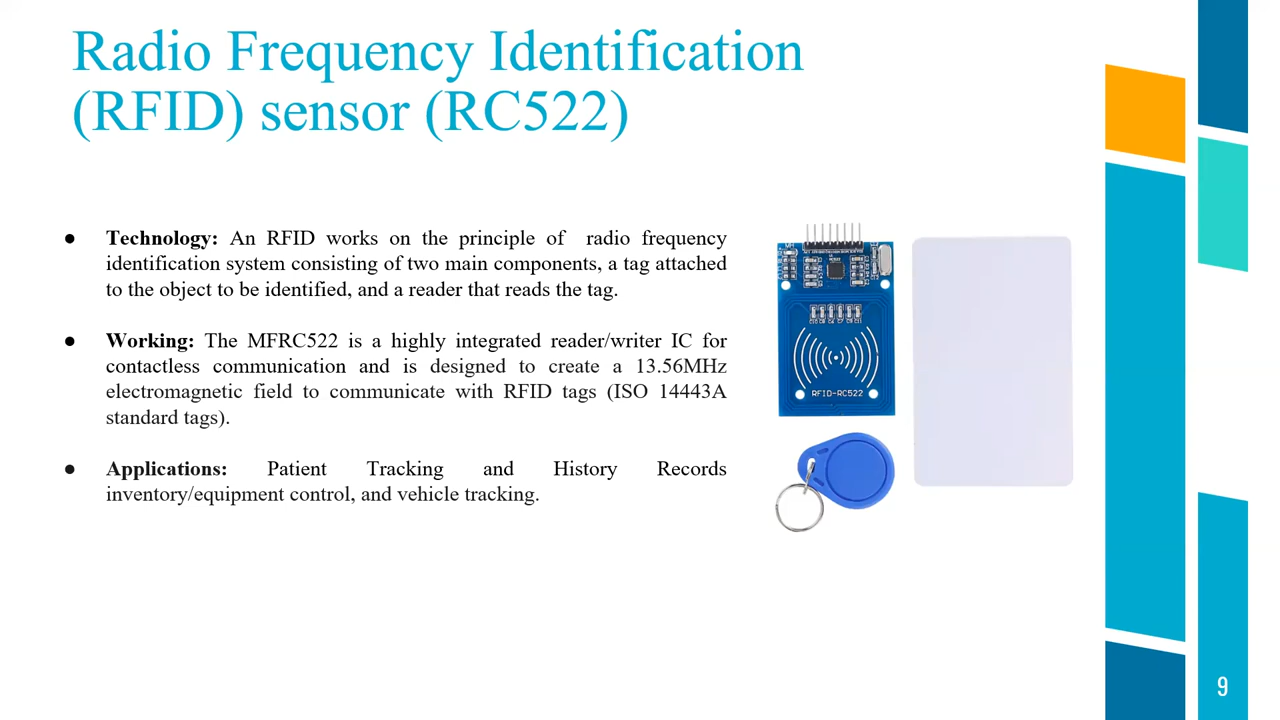 Radio Frequency Identification
(RFID) sensor (RC522)
● Technology: An RFID works on the principle of radio frequency
identification system consisting of two main components, a tag attached
to the object to be identified, and a reader that reads the tag.
● Working: The MFRC522 is a highly integrated reader/writer IC for
contactless communication and is designed to create a 13.56MHz
electromagnetic field to communicate with RFID tags (ISO 14443A
standard tags).
● Applications: Patient Tracking and History Records
inventory/equipment control, and vehicle tracking.
RFID-RC522
9